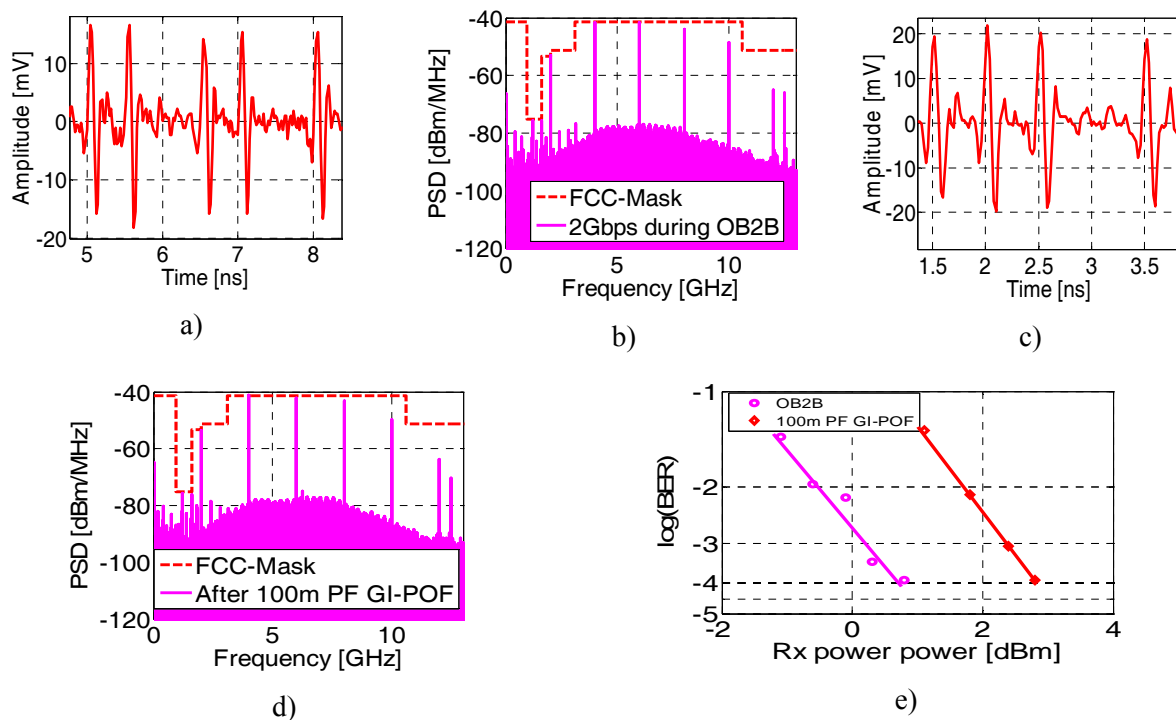 Amplitude [mV]
10
0
-10
-20
5
6
7
8
Time [ns]
a)
PSD [dBm/MHz]
-40
-60
-80
-100
-120
FCC-Mask
2Gbps during OB2B
0
5
10
Frequency [GHz]
b)
Amplitude [mV]
20
10
0
-10
-20
1.5
2
2.5
3
3.5
Time [ns]
c)
PSD [dBm/MHz]
-40
-60
-80
-100
-120
FCC-Mask
After 100m PF GI-POF
0
5
10
Frequency [GHz]
d)
log(BER)
-1
-2
-3
-4
-5
OB2B
100m PF GI-POF
-2
0
2
4
Rx power power [dBm]
e)